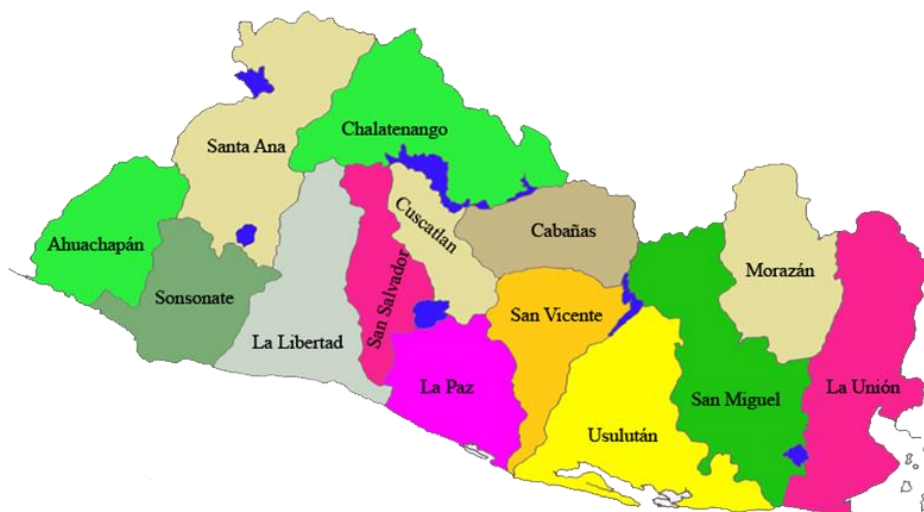 Chalatenango
Santa Ana
Cuscatlan
Cabañas
Ahuachapán
Morazán
Sonsonate
San Salvador
San Vicente
La Libertad
La Paz
La Unión
San Miguel
Usulután